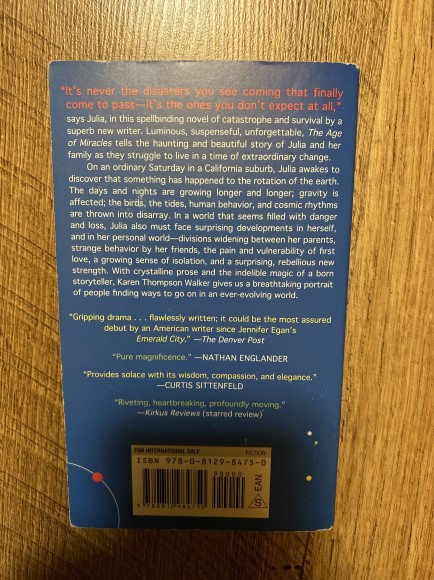 "It's never the disasters you see coming that finally
come to pass—it's the ones you don't expect at all,"
says Julia, in this spellbinding novel of catastrophe and survival by a
superb new writer. Luminous, suspenseful, unforgettable, The Age
of Miracles tells the haunting and beautiful story of Julia and her
family as they struggle to live in a time of extraordinary change.
On an ordinary Saturday in a California suburb, Julia awakes to
discover that something has happened to the rotation of the earth.
The days and nights are growing longer and longer; gravity is
affected; the birds, the tides, human behavior, and cosmic rhythms
are thrown into disarray. In a world that seems filled with danger
and loss, Julia also must face surprising developments in herself,
and in her personal world—divisions widening between her parents,
strange behavior by her friends, the pain and vulnerability of first
love, a growing sense of isolation, and a surprising, rebellious new
strength. With crystalline prose and the indelible magic of a born
storyteller, Karen Thompson Walker gives us a breathtaking portrait
of people finding ways to go on in an ever-evolving world.
"Gripping drama . . . flawlessly written; it could be the most assured
debut by an American writer since Jennifer Egan's
Emerald City." —The Denver Post
"Pure magnificence." —NATHAN ENGLANDER
"Provides solace with its wisdom, compassion, and elegance."
—CURTIS SITTENFELD
"Riveting, heartbreaking, profoundly moving."
—Kirkus Reviews (starred review)
FOR INTERNATIONAL SALE FICTION
ISBN 978-0-8129-8475-0
90000
EAN
S